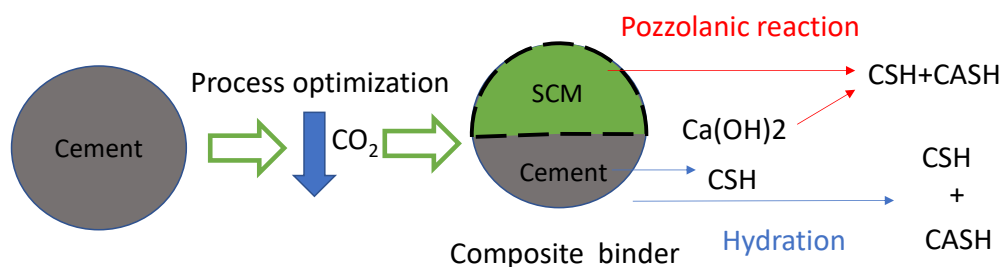 Cement
Process optimization
CO₂
SCM
Cement
Composite binder
Pozzolanic reaction
CSH+CASH
Ca(OH)2
CSH
Hydration
CSH
+
CASH